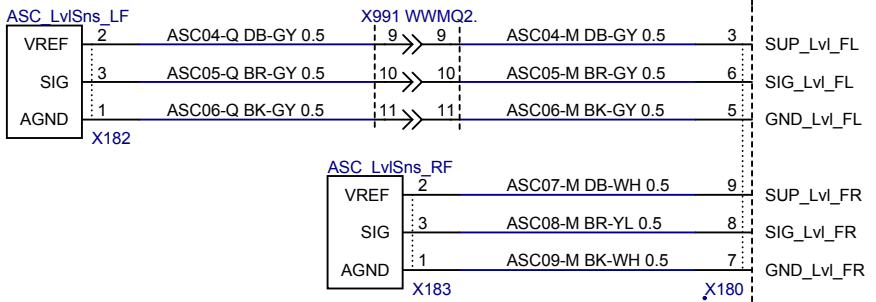 ASC_LvlSns_LF X991 WWMQ2.
VREF 2 ASC04-Q DB-GY 0.5 9 9 ASC04-M DB-GY 0.5 3 SUP_Lvl_FL
SIG 3 ASC05-Q BR-GY 0.5 10 10 ASC05-M BR-GY 0.5 6 SIG_Lvl_FL
AGND 1 ASC06-Q BK-GY 0.5 11 11 ASC06-M BK-GY 0.5 5 GND_Lvl_FL
X182
ASC_LvlSns_RF
VREF 2 ASC07-M DB-WH 0.5 9 SUP_Lvl_FR
SIG 3 ASC08-M BR-YL 0.5 8 SIG_Lvl_FR
AGND 1 ASC09-M BK-WH 0.5 7 GND_Lvl_FR
X183 X180